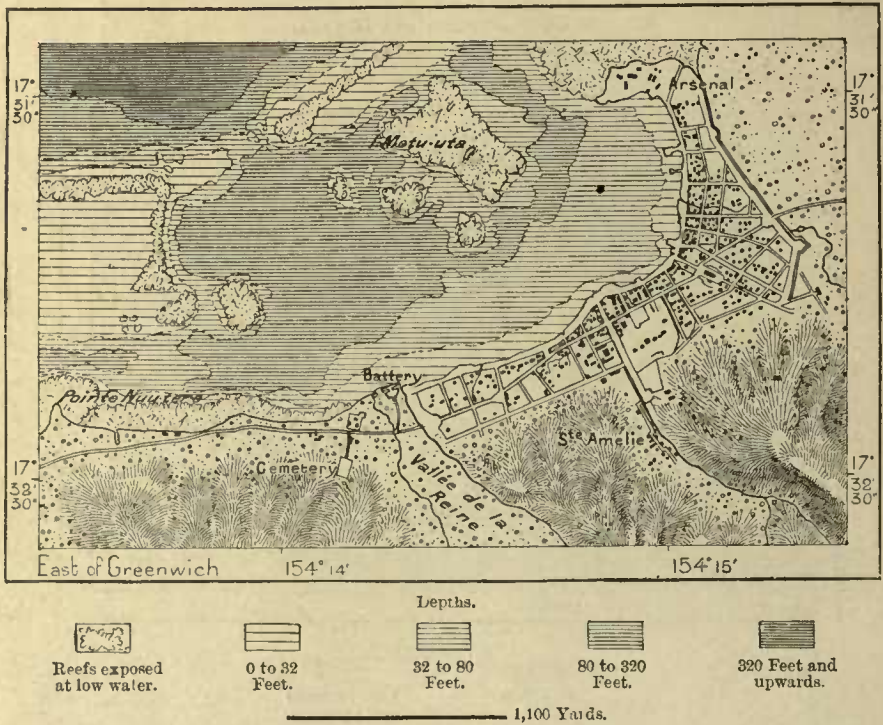 17°
31'
30"
Arsenal
17°
31'
30"
I. Motu-uta
Battery
Pointe Nuutere
Ste Amelie
Cemetery
Vallée de la
Reine
17°
32'
30"
17°
32'
30"
East of Greenwich 154° 14' 154° 15'
Depths.
Reefs exposed
at low water.
0 to 32
Feet.
32 to 80
Feet.
80 to 320
Feet.
320 Feet and
upwards.
1,100 Yards.